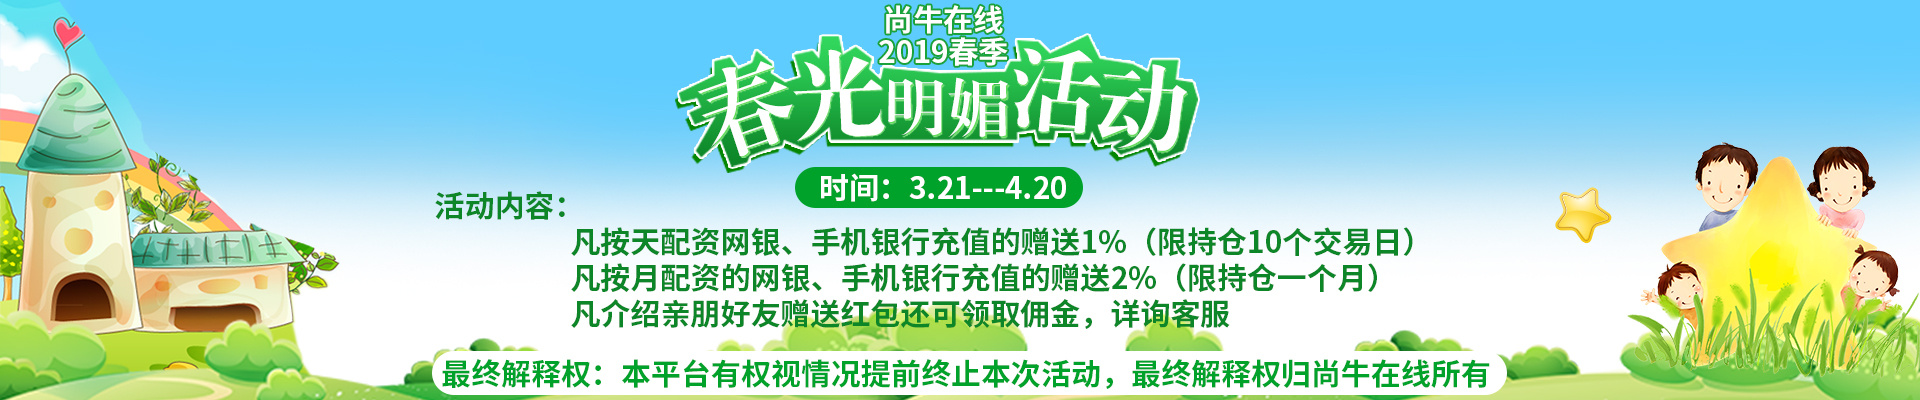 尚牛在线
2019春季
春光明媚活动
时间：3.21---4.20
活动内容：
凡按天配资网银、手机银行充值的赠送1%（限持仓10个交易日）
凡按月配资的网银、手机银行充值的赠送2%（限持仓一个月）
凡介绍亲朋好友赠送红包还可领取佣金，详询客服
最终解释权：本平台有权视情况提前终止本次活动，最终解释权归尚牛在线所有